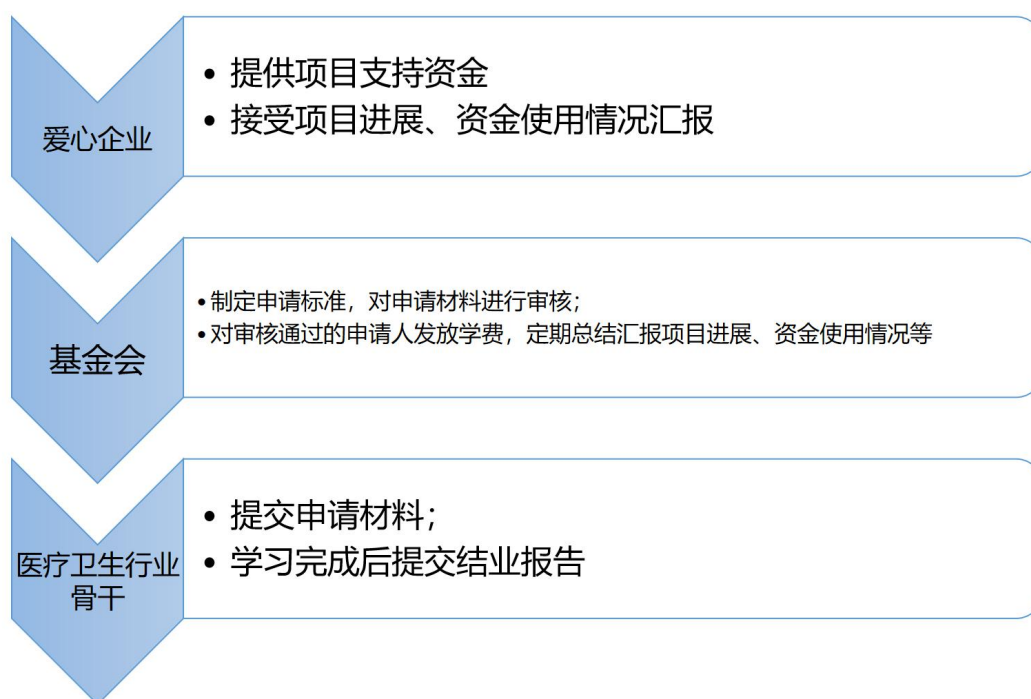 爱心企业
• 提供项目支持资金
• 接受项目进展、资金使用情况汇报
基金会
• 制定申请标准，对申请材料进行审核；
• 对审核通过的申请人发放学费，定期总结汇报项目进展、资金使用情况等
医疗卫生行业
骨干
• 提交申请材料；
• 学习完成后提交结业报告